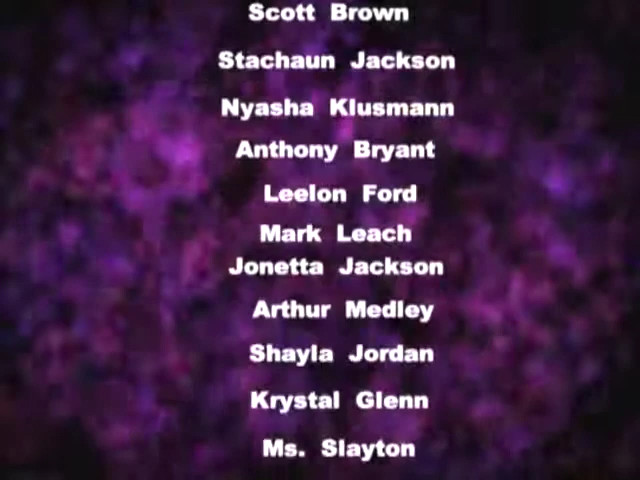 Scott Brown
Stachaun Jackson
Nyasha Klusmann
Anthony Bryant
Leelon Ford
Mark Leach
Jonetta Jackson
Arthur Medley
Shayla Jordan
Krystal Glenn
Ms. Slayton